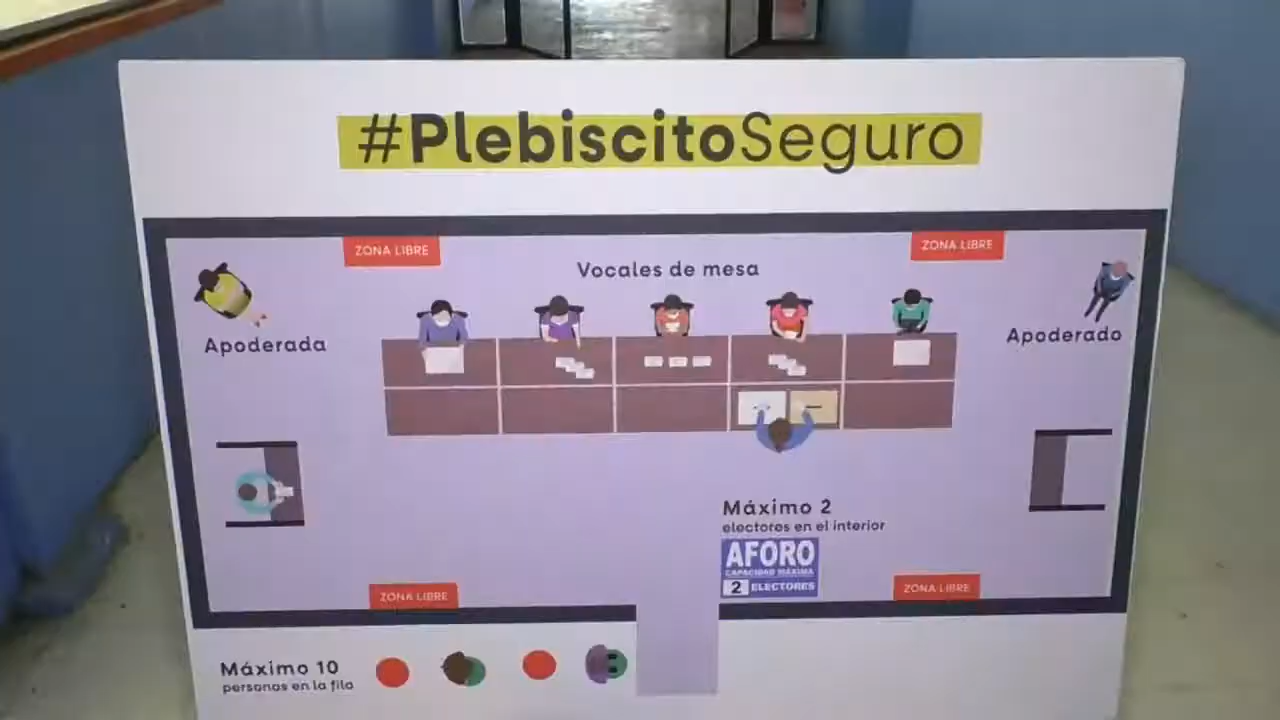 #PlebiscitoSeguro
ZONA LIBRE
ZONA LIBRE
Vocales de mesa
Apoderada
Apoderado
Máximo 2
electores en el interior
AFORO
CAPACIDAD MÁXIMA
2 ELECTORES
ZONA LIBRE
ZONA LIBRE
Máximo 10
personas en la fila